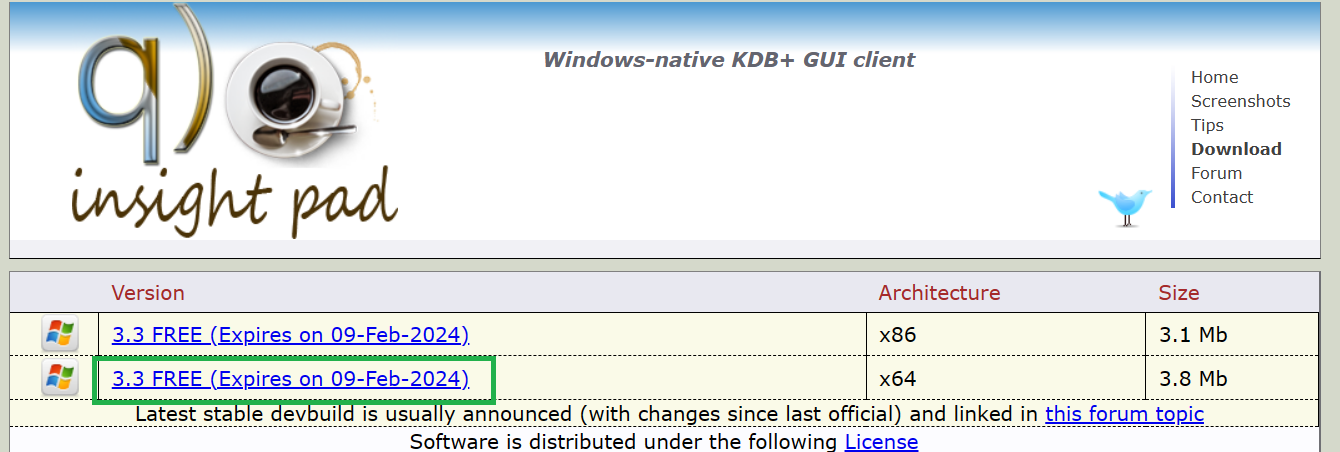 q)
insight pad
Windows-native KDB+ GUI client
Home
Screenshots
Tips
Download
Forum
Contact
Version Architecture Size
3.3 FREE (Expires on 09-Feb-2024) x86 3.1 Mb
3.3 FREE (Expires on 09-Feb-2024) x64 3.8 Mb
Latest stable devbuild is usually announced (with changes since last official) and linked in this forum topic
Software is distributed under the following License